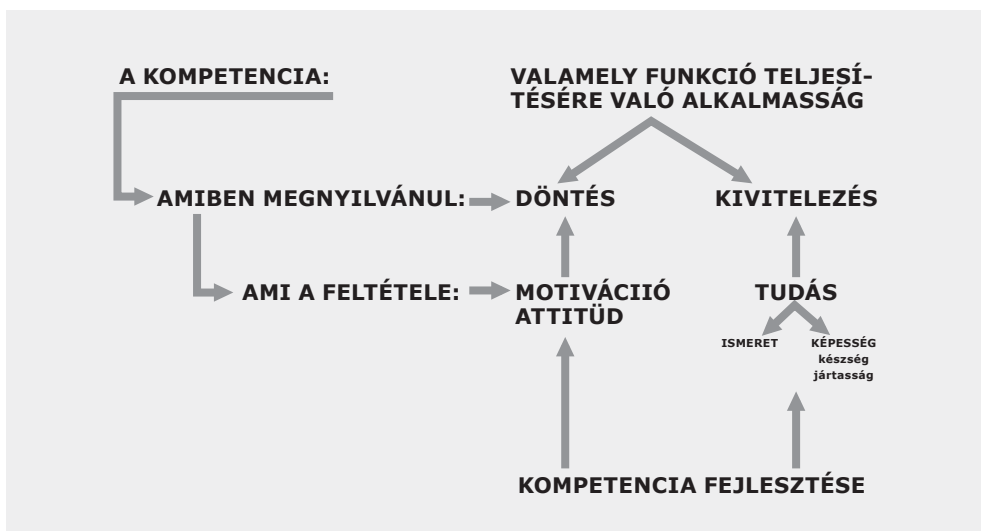 A KOMPETENCIA:
VALAMELY FUNKCIÓ TELJESÍ-
TÉSÉRE VALÓ ALKALMASSÁG
AMIBEN MEGNYILVÁNUL:
DÖNTÉS
KIVITELEZÉS
AMI A FELTÉTELE:
MOTIVÁCIIÓ
ATTITÜD
TUDÁS
ISMERET
KÉPESSÉG
készség
jártasság
KOMPETENCIA FEJLESZTÉSE